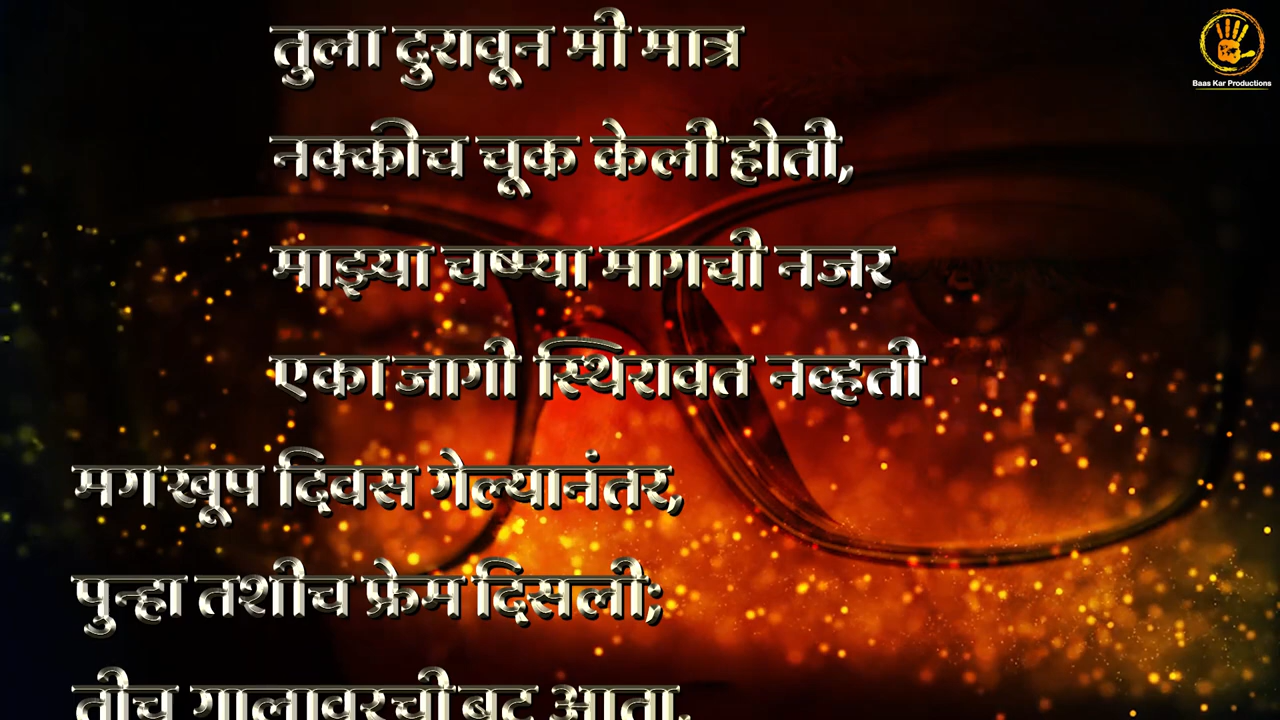 तुला दुरावून मी मात्र
नक्कीच चूक केली होती,
माझ्या चष्म्या मागची नजर
एका जागी स्थिरावत नव्हती
मग खूप दिवस गेल्यानंतर,
पुन्हा तशीच फ्रेम दिसली;
तीच गालावरची बट आता,
Baas Kar Productions